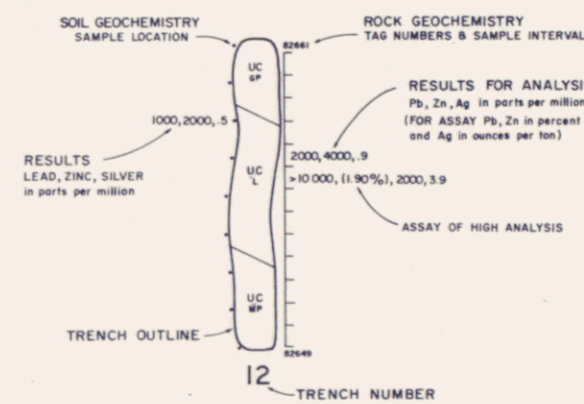 SOIL GEOCHEMISTRY
SAMPLE LOCATION
ROCK GEOCHEMISTRY
TAG NUMBERS & SAMPLE INTERVAL
82661
UC
GP
RESULTS FOR ANALYSI
Pb, Zn, Ag in parts per million
(FOR ASSAY Pb, Zn in percent
and Ag in ounces per ton)
1000, 2000, .5
RESULTS
LEAD, ZINC, SILVER
in parts per million
2000, 4000, .9
UC
L
>10 000, (1.90%), 2000, 3.9
ASSAY OF HIGH ANALYSIS
UC
MP
TRENCH OUTLINE
82649
12
TRENCH NUMBER